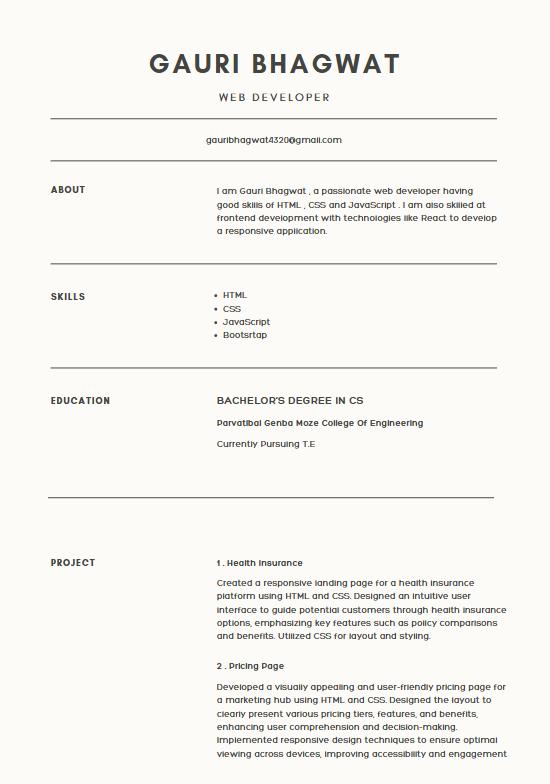 GAURI BHAGWAT
WEB DEVELOPER
gauribhagwat4320@gmail.com
ABOUT
I am Gauri Bhagwat , a passionate web developer having
good skills of HTML , CSS and JavaScript . I am also skilled at
frontend development with technologies like React to develop
a responsive application.
SKILLS
• HTML
• CSS
• JavaScript
• Bootsrtap
EDUCATION
BACHELOR'S DEGREE IN CS
Parvatibai Genba Moze College Of Engineering
Currently Pursuing T.E
PROJECT
1 . Health Insurance
Created a responsive landing page for a health insurance
platform using HTML and CSS. Designed an intuitive user
interface to guide potential customers through health insurance
options, emphasizing key features such as policy comparisons
and benefits. Utilized CSS for layout and styling.
2 . Pricing Page
Developed a visually appealing and user-friendly pricing page for
a marketing hub using HTML and CSS. Designed the layout to
clearly present various pricing tiers, features, and benefits,
enhancing user comprehension and decision-making.
Implemented responsive design techniques to ensure optimal
viewing across devices, improving accessibility and engagement